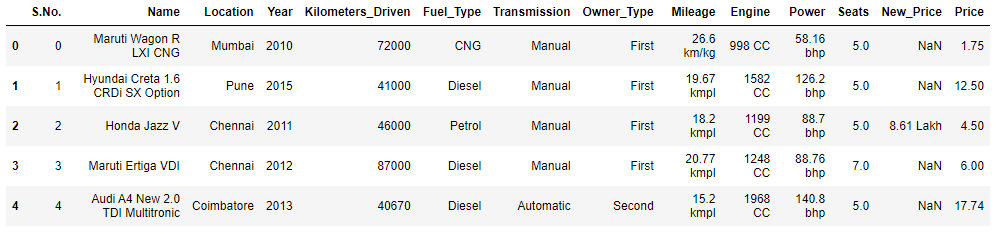 S.No. Name Location Year Kilometers_Driven Fuel_Type Transmission Owner_Type Mileage Engine Power Seats New_Price Price
0 0 Maruti Wagon R LXI CNG Mumbai 2010 72000 CNG Manual First 26.6 km/kg 998 CC 58.16 bhp 5.0 NaN 1.75
1 1 Hyundai Creta 1.6 CRDi SX Option Pune 2015 41000 Diesel Manual First 19.67 kmpl 1582 CC 126.2 bhp 5.0 NaN 12.50
2 2 Honda Jazz V Chennai 2011 46000 Petrol Manual First 18.2 kmpl 1199 CC 88.7 bhp 5.0 8.61 Lakh 4.50
3 3 Maruti Ertiga VDI Chennai 2012 87000 Diesel Manual First 20.77 kmpl 1248 CC 88.76 bhp 7.0 NaN 6.00
4 4 Audi A4 New 2.0 TDI Multitronic Coimbatore 2013 40670 Diesel Automatic Second 15.2 kmpl 1968 CC 140.8 bhp 5.0 NaN 17.74